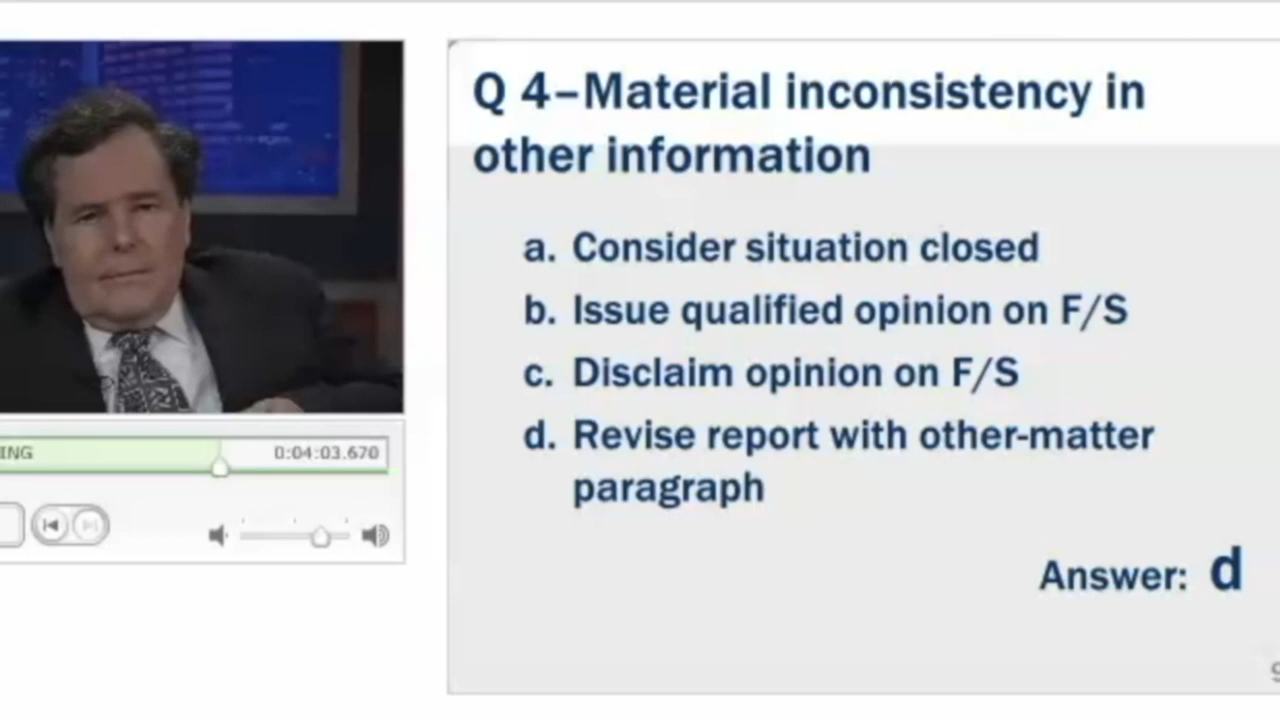 Q 4–Material inconsistency in
other information
a. Consider situation closed
b. Issue qualified opinion on F/S
c. Disclaim opinion on F/S
d. Revise report with other-matter
paragraph
Answer: d
ING
0:04:03.670